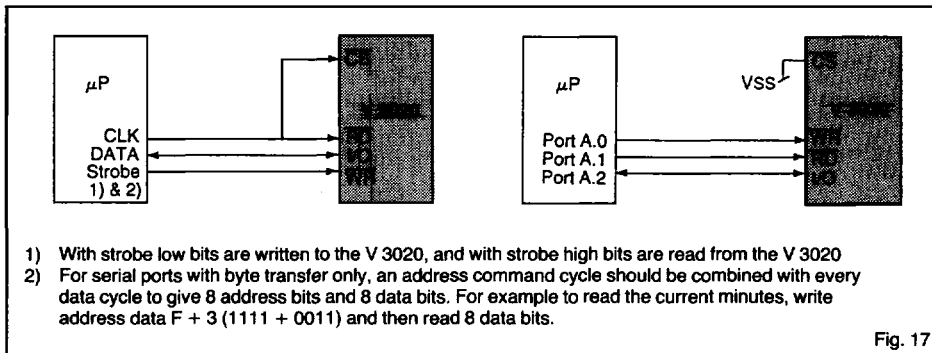 µP
CS
V 3020
CLK
RD
DATA
I/O
Strobe
WR
1) & 2)
µP
CS
VSS
V 3020
Port A.0
WR
Port A.1
RD
Port A.2
I/O
1) With strobe low bits are written to the V 3020, and with strobe high bits are read from the V 3020
2) For serial ports with byte transfer only, an address command cycle should be combined with every
data cycle to give 8 address bits and 8 data bits. For example to read the current minutes, write
address data F + 3 (1111 + 0011) and then read 8 data bits.
Fig. 17